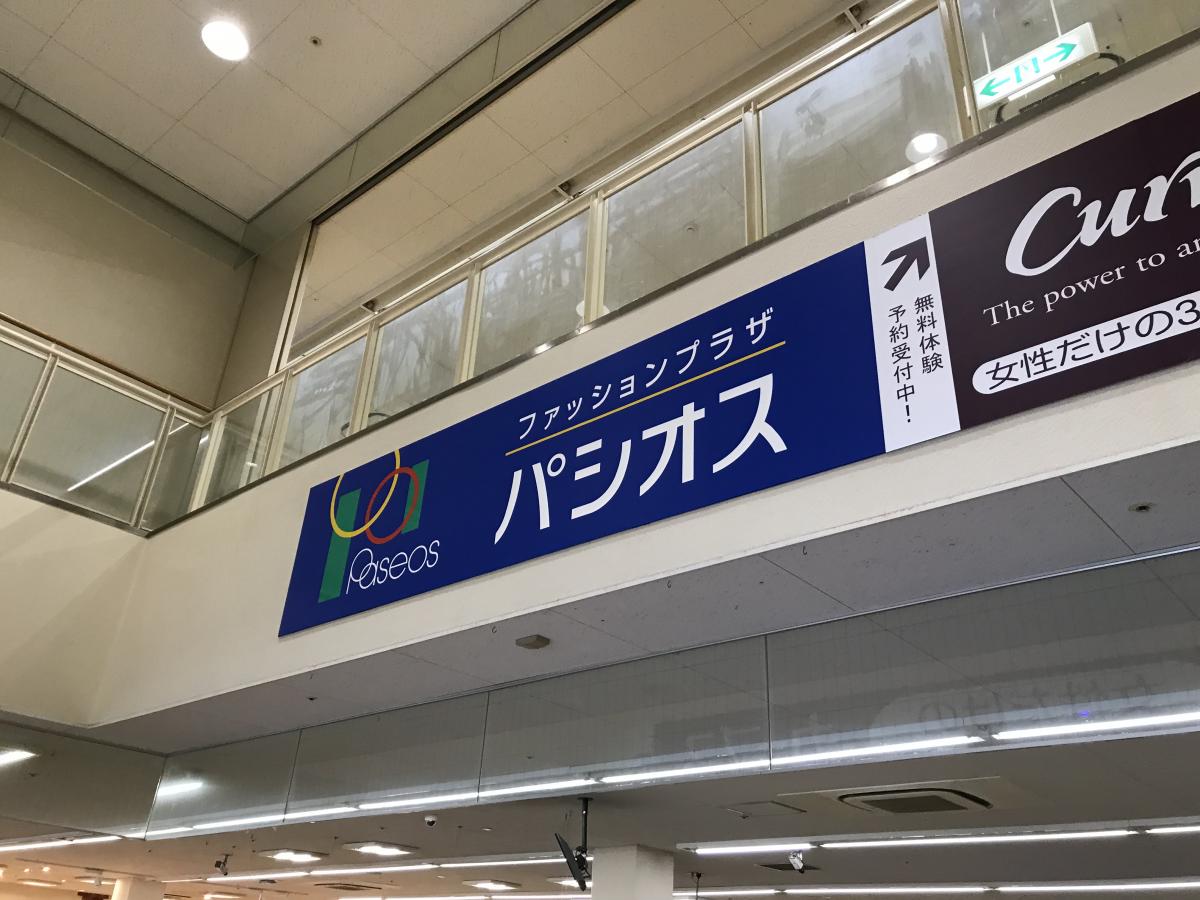 ファッションプラザ
パシオス
Paseos
無料体験
予約受付中!
The power to
女性だけの3